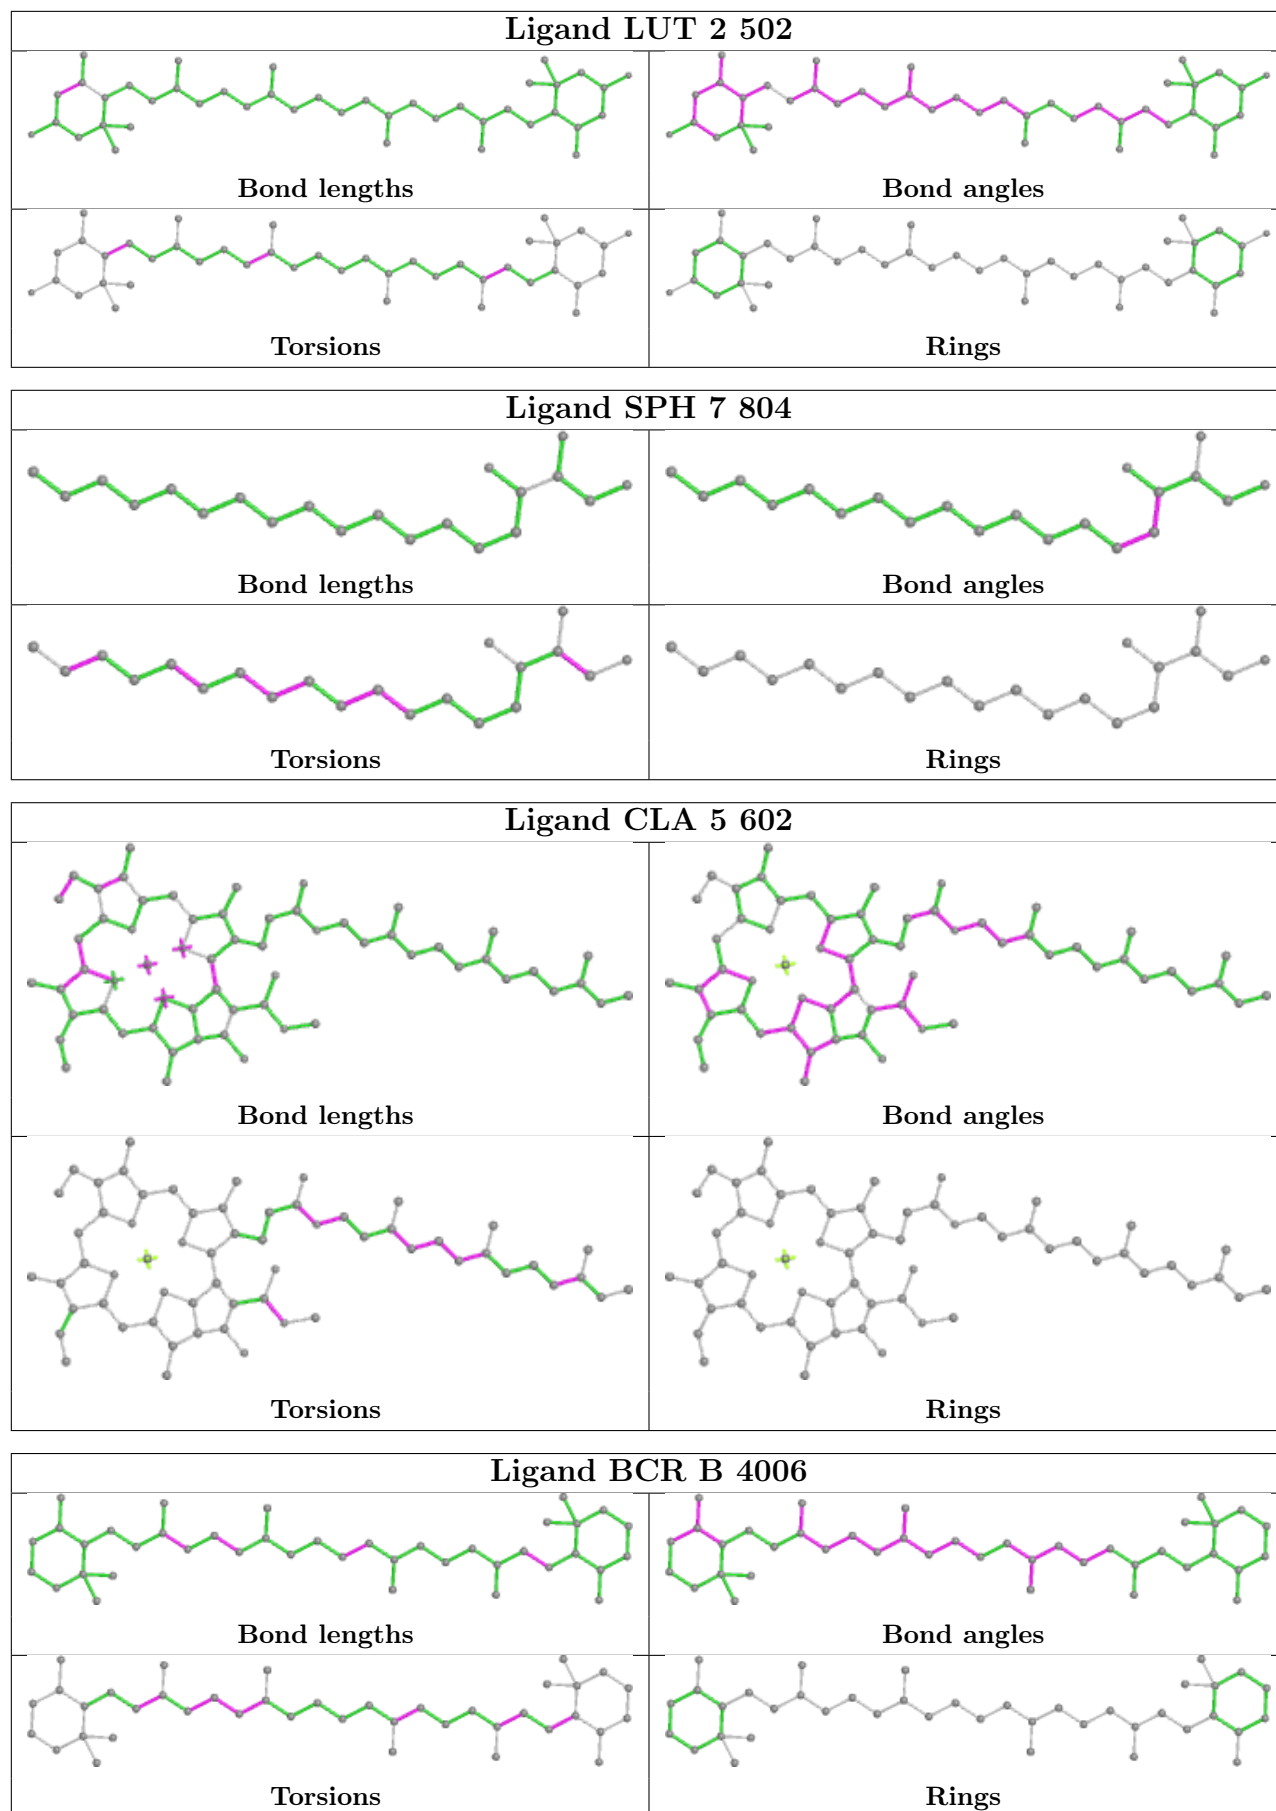 Ligand LUT 2 502
Bond lengths
Bond angles
Torsions
Rings
Ligand SPH 7 804
Bond lengths
Bond angles
Torsions
Rings
Ligand CLA 5 602
Bond lengths
Bond angles
Torsions
Rings
Ligand BCR B 4006
Bond lengths
Bond angles
Torsions
Rings